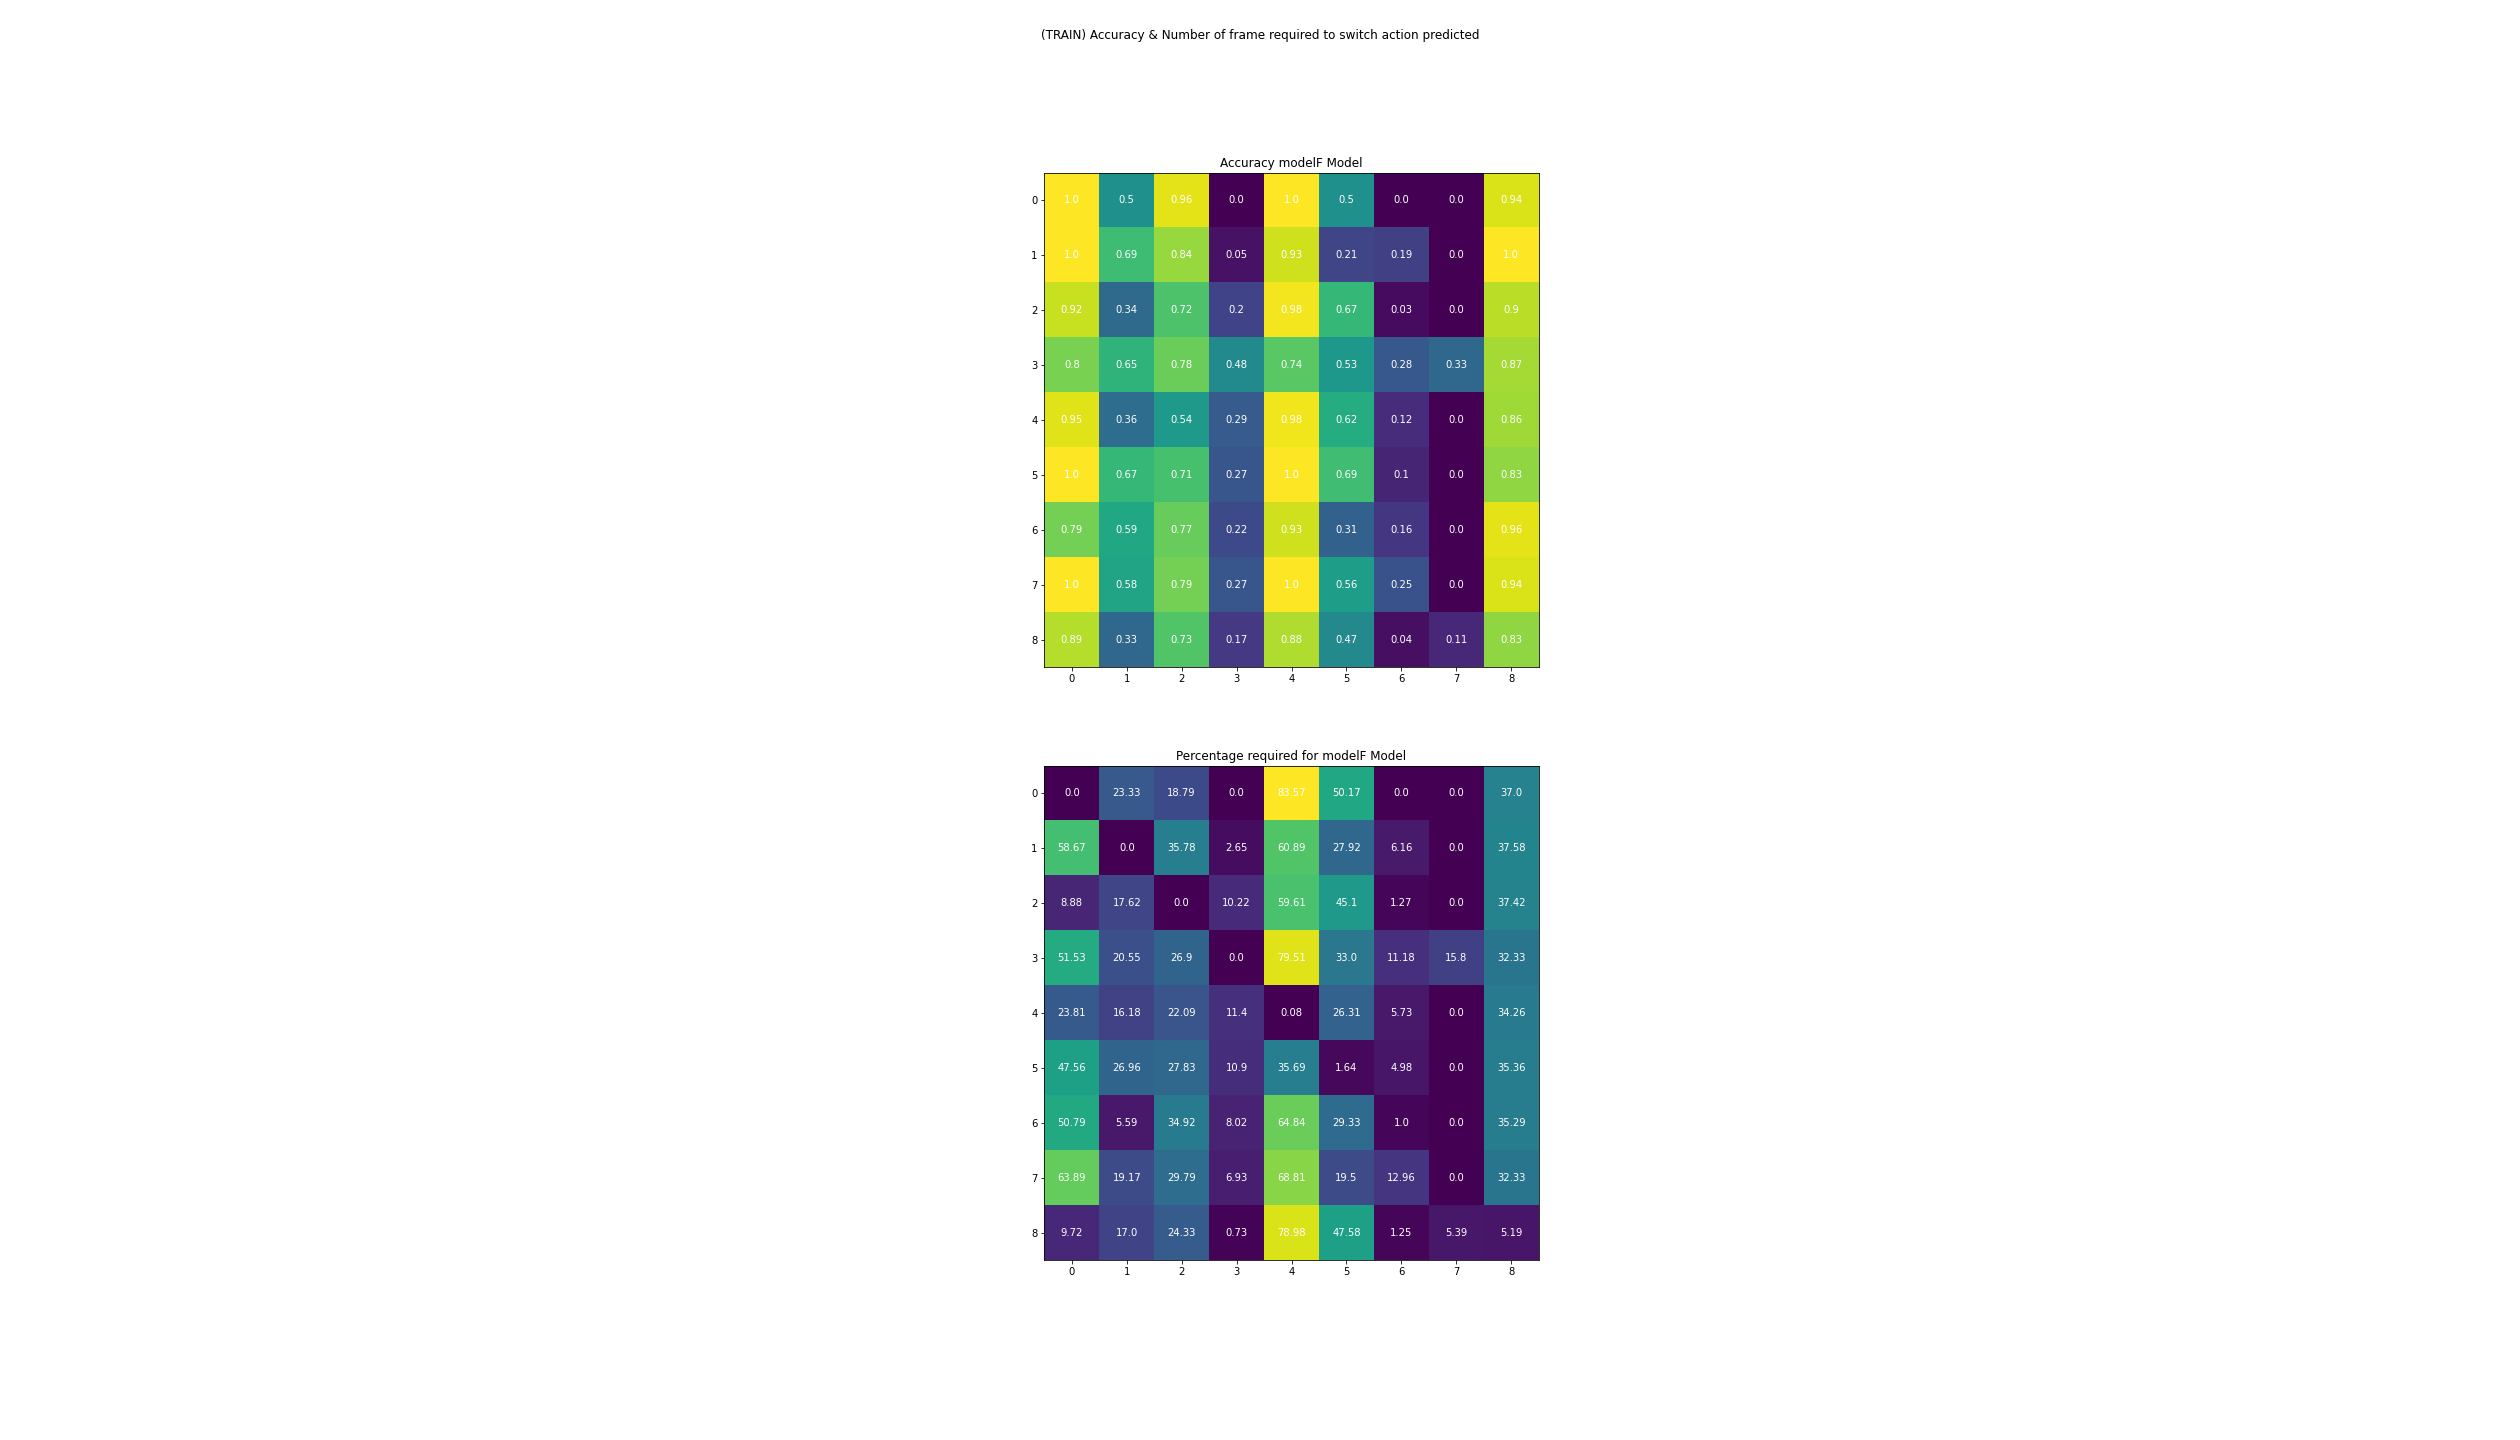 (TRAIN) Accuracy & Number of frame required to switch action predicted
Accuracy modelF Model
0 1.0 0.5 0.96 0.0 1.0 0.5 0.0 0.0 0.94
1 1.0 0.69 0.84 0.05 0.93 0.21 0.19 0.0 1.0
2 0.92 0.34 0.72 0.2 0.98 0.67 0.03 0.0 0.9
3 0.8 0.65 0.78 0.48 0.74 0.53 0.28 0.33 0.87
4 0.95 0.36 0.54 0.29 0.98 0.62 0.12 0.0 0.86
5 1.0 0.67 0.71 0.27 1.0 0.69 0.1 0.0 0.83
6 0.79 0.59 0.77 0.22 0.93 0.31 0.16 0.0 0.96
7 1.0 0.58 0.79 0.27 1.0 0.56 0.25 0.0 0.94
8 0.89 0.33 0.73 0.17 0.88 0.47 0.04 0.11 0.83
0 1 2 3 4 5 6 7 8
Percentage required for modelF Model
0 0.0 23.33 18.79 0.0 83.57 50.17 0.0 0.0 37.0
1 58.67 0.0 35.78 2.65 60.89 27.92 6.16 0.0 37.58
2 8.88 17.62 0.0 10.22 59.61 45.1 1.27 0.0 37.42
3 51.53 20.55 26.9 0.0 79.51 33.0 11.18 15.8 32.33
4 23.81 16.18 22.09 11.4 0.08 26.31 5.73 0.0 34.26
5 47.56 26.96 27.83 10.9 35.69 1.64 4.98 0.0 35.36
6 50.79 5.59 34.92 8.02 64.84 29.33 1.0 0.0 35.29
7 63.89 19.17 29.79 6.93 68.81 19.5 12.96 0.0 32.33
8 9.72 17.0 24.33 0.73 78.98 47.58 1.25 5.39 5.19
0 1 2 3 4 5 6 7 8